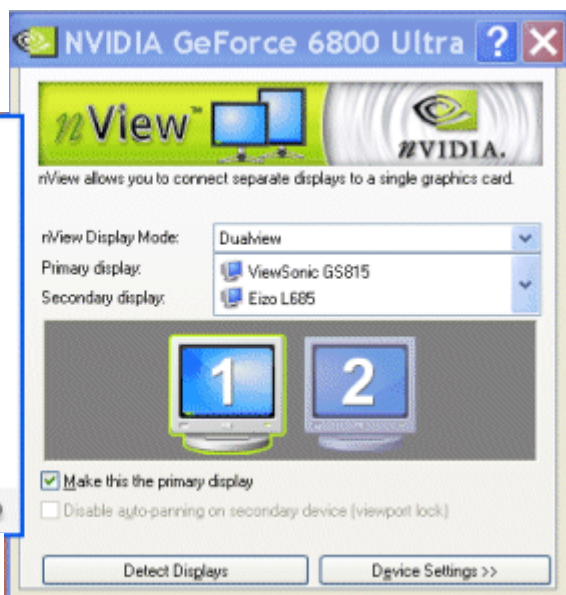 NVIDIA GeForce 6800 Ultra
nView™
nVIDIA.
nView allows you to connect separate displays to a single graphics card.
nView Display Mode: Dualview
Primary display: ViewSonic GS815
Secondary display: Eizo L685
1 2
Make this the primary display
Disable auto-panning on secondary device (viewport lock)
Detect Displays Device Settings >>